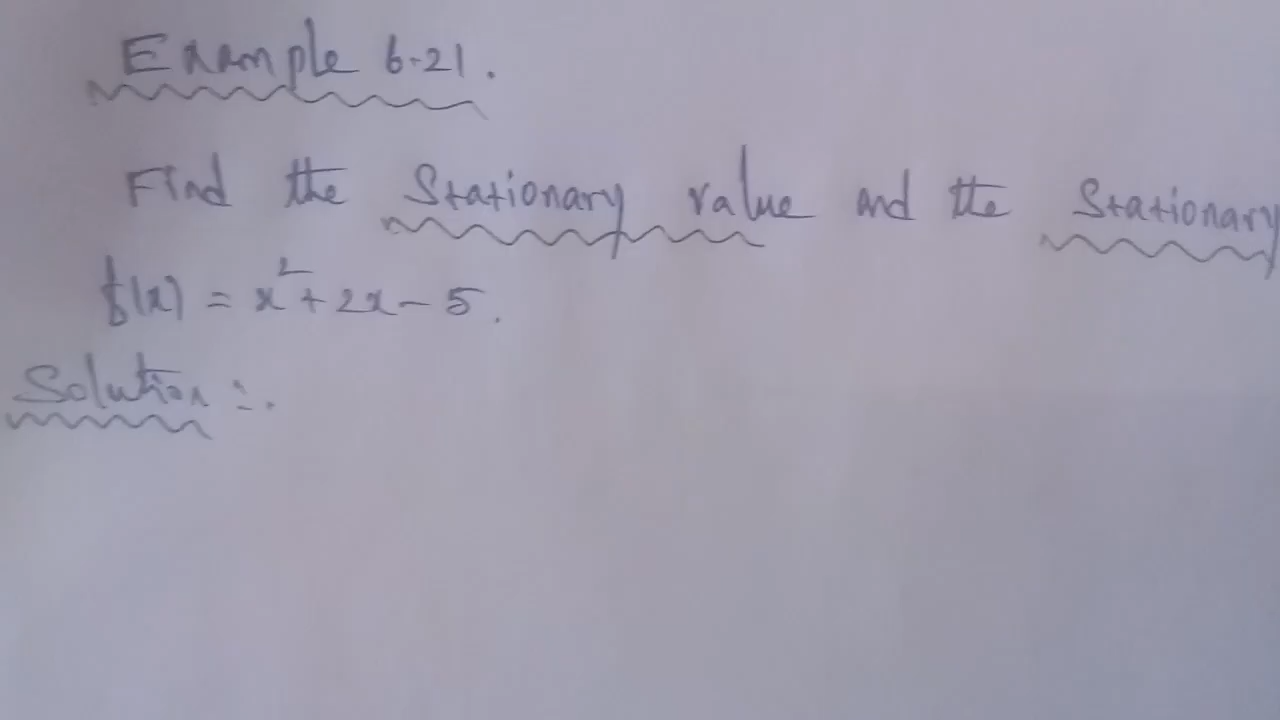 Example 6.21.
Find the Stationary value and the Stationary
f(x) = x² + 2x - 5.
Solution :-